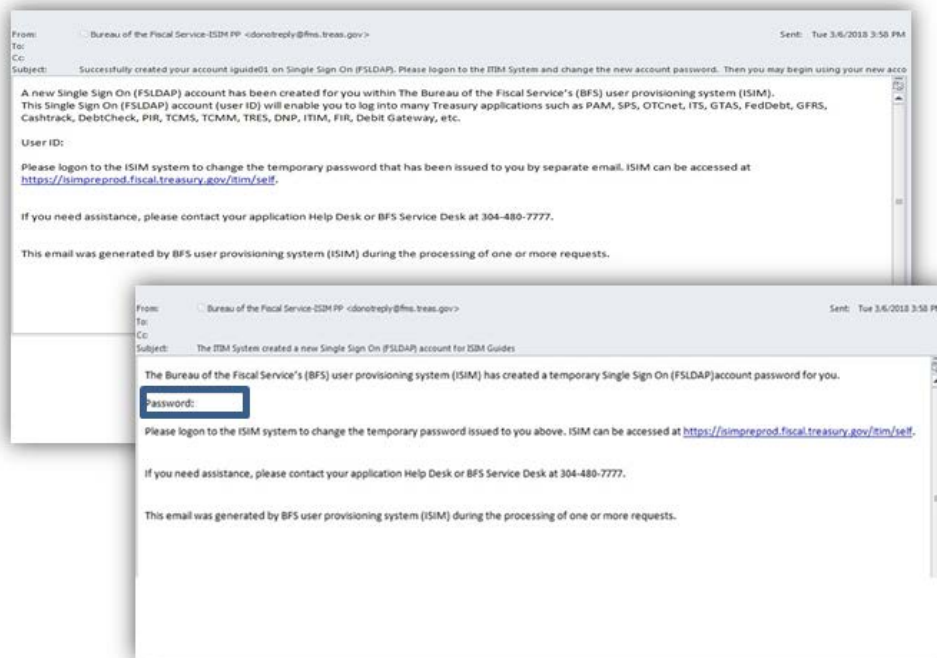 From: Bureau of the Fiscal Service-ISIM PP <donotreply@fms.treas.gov> Sent: Tue 3/6/2018 3:58 PM
To:
Cc:
Subject: Successfully created your account iguide01 on Single Sign On (FSLDAP). Please logon to the ITIM System and change the new account password. Then you may begin using your new acco
A new Single Sign On (FSLDAP) account has been created for you within The Bureau of the Fiscal Service's (BFS) user provisioning system (ISIM).
This Single Sign On (FSLDAP) account (user ID) will enable you to log into many Treasury applications such as PAM, SPS, OTCnet, ITS, GTAS, FedDebt, GFRS,
Cashtrack, DebtCheck, PIR, TCMS, TCMM, TRES, DNP, ITIM, FIR, Debit Gateway, etc.
User ID:
Please logon to the ISIM system to change the temporary password that has been issued to you by separate email. ISIM can be accessed at
https://isimpreprod.fiscal.treasury.gov/itim/self.
If you need assistance, please contact your application Help Desk or BFS Service Desk at 304-480-7777.
This email was generated by BFS user provisioning system (ISIM) during the processing of one or more requests.
From: Bureau of the Fiscal Service-ISIM PP <donotreply@fms.treas.gov> Sent: Tue 3/6/2018 3:58 PM
To:
Cc:
Subject: The ITIM System created a new Single Sign On (FSLDAP) account for ISIM Guides
The Bureau of the Fiscal Service's (BFS) user provisioning system (ISIM) has created a temporary Single Sign On (FSLDAP)account password for you.
Password:
Please logon to the ISIM system to change the temporary password issued to you above. ISIM can be accessed at https://isimpreprod.fiscal.treasury.gov/itim/self.
If you need assistance, please contact your application Help Desk or BFS Service Desk at 304-480-7777.
This email was generated by BFS user provisioning system (ISIM) during the processing of one or more requests.